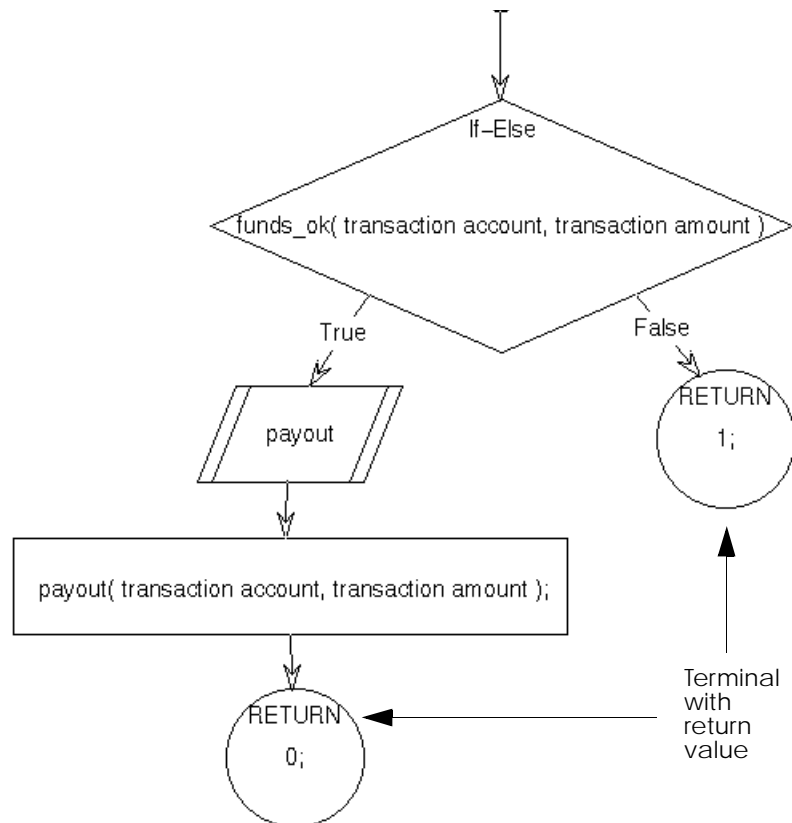 If-Else
funds_ok( transaction account, transaction amount )
True
False
RETURN
1;
payout
payout( transaction account, transaction amount );
RETURN
0;
Terminal
with
return
value